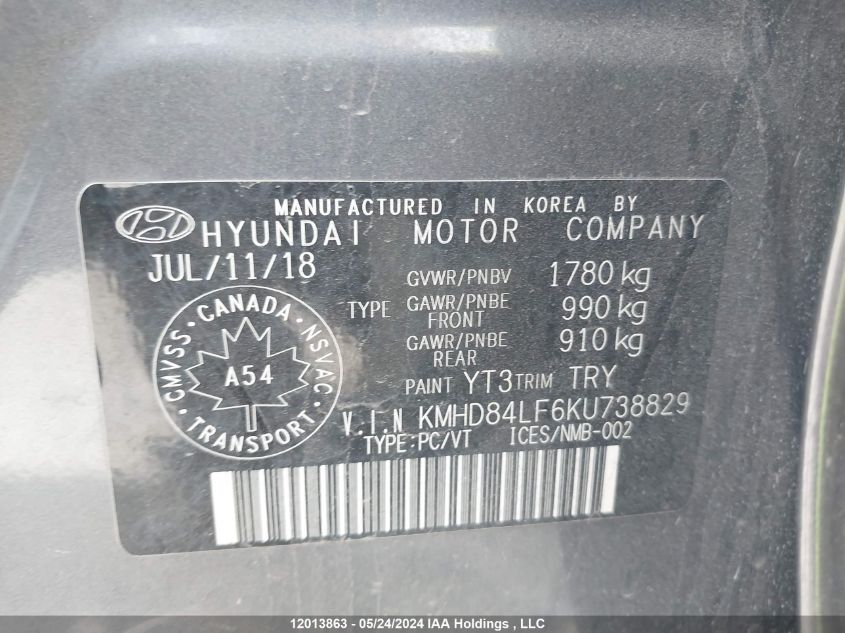 MANUFACTURED IN KOREA BY
HYUNDAI MOTOR COMPANY
JUL/11/18
GVWR/PNBV 1780 kg
TYPE GAWR/PNBE FRONT 990 kg
GAWR/PNBE REAR 910 kg
PAINT YT3 TRIM TRY
V.I.N KMHD84LF6KU738829
TYPE:PC/VT ICES/NMB-002
CMVSS • CANADA • NSVAC • TRANSPORT •
A54
12013863 - 05/24/2024 IAA Holdings , LLC